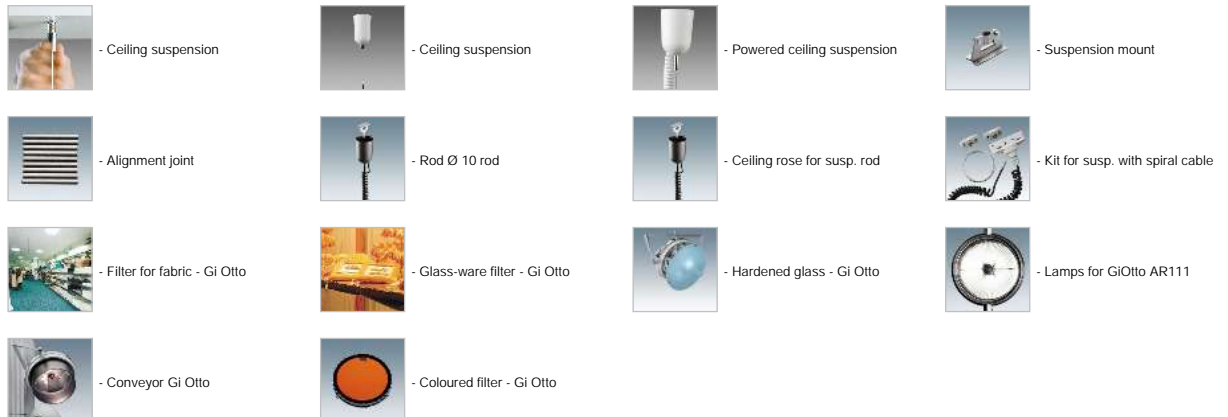 - Ceiling suspension
- Ceiling suspension
- Powered ceiling suspension
- Suspension mount
- Alignment joint
- Rod Ø 10 rod
- Ceiling rose for susp. rod
- Kit for susp. with spiral cable
- Filter for fabric - Gi Otto
- Glass-ware filter - Gi Otto
- Hardened glass - Gi Otto
- Lamps for GiOtto AR111
- Conveyor Gi Otto
- Coloured filter - Gi Otto